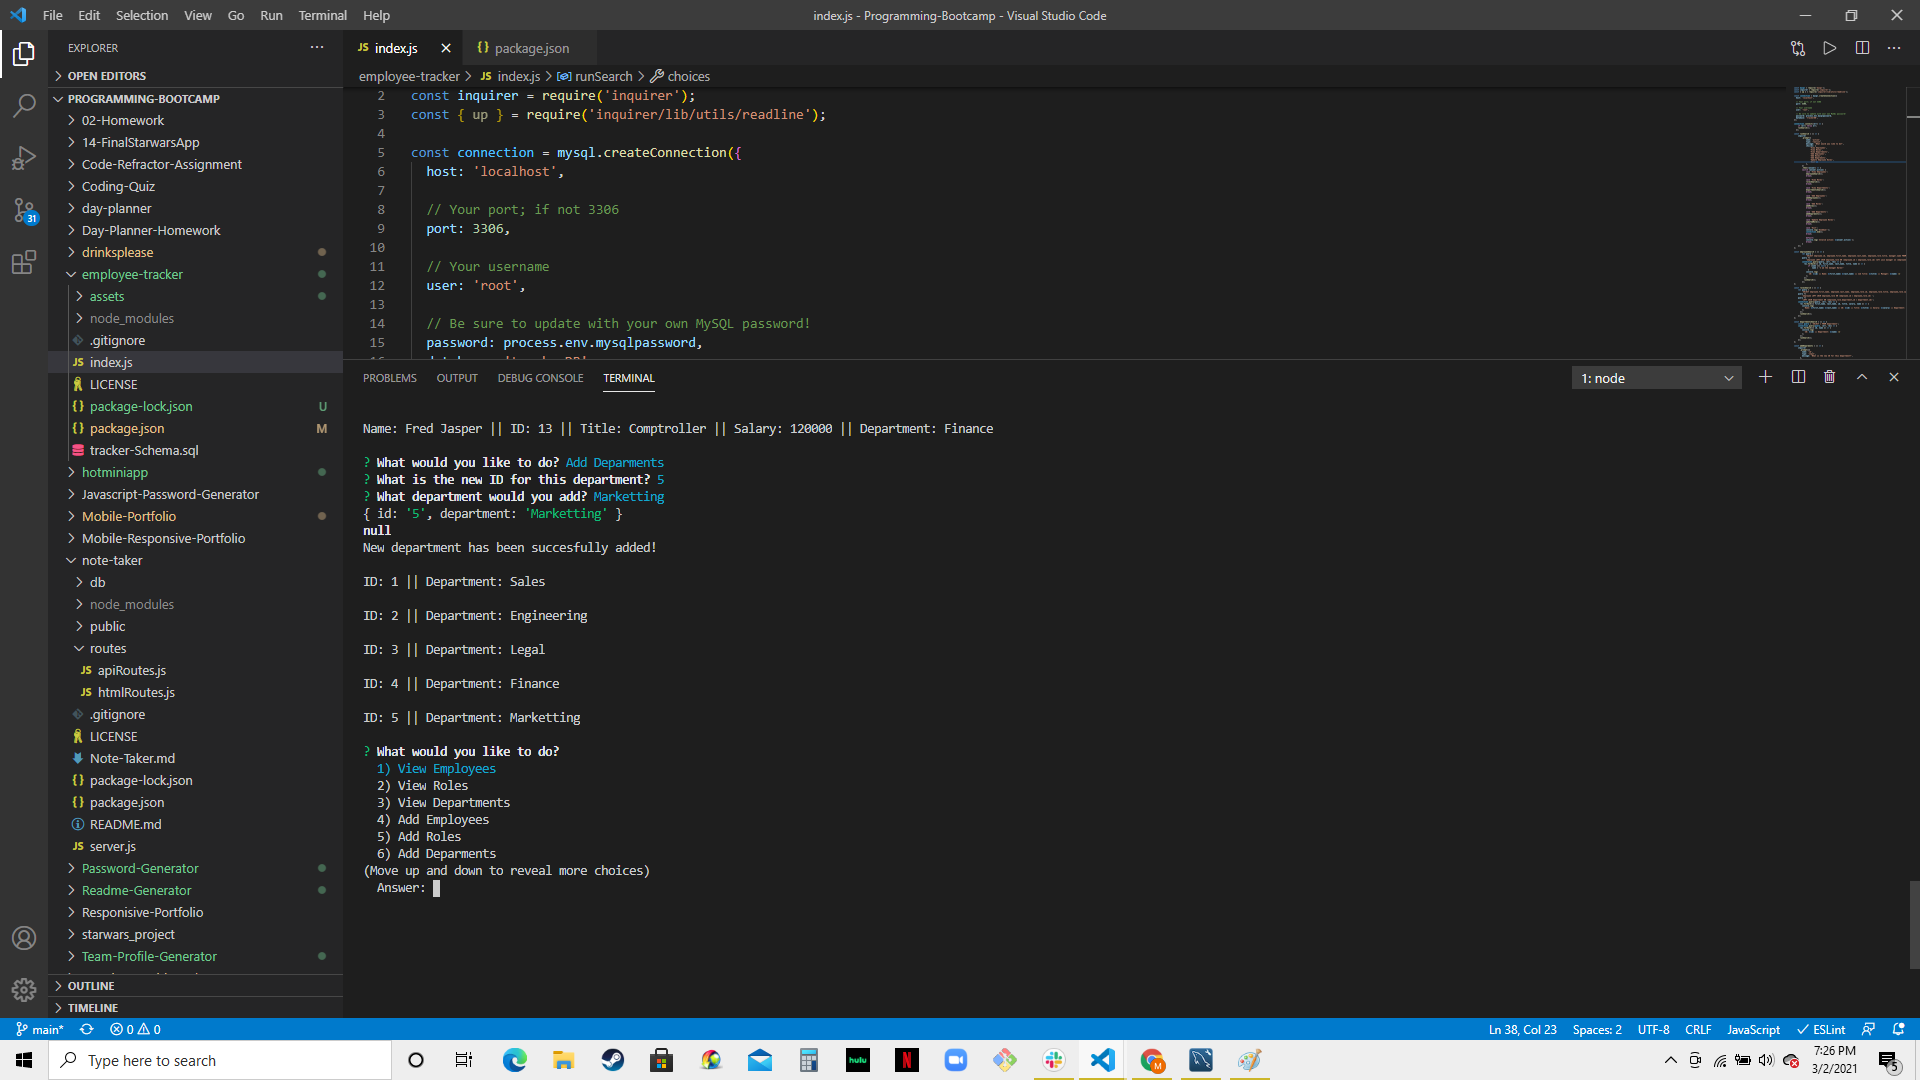 File Edit Selection View Go Run Terminal Help
index.js - Programming-Bootcamp - Visual Studio Code
EXPLORER
OPEN EDITORS
PROGRAMMING-BOOTCAMP
02-Homework
14-FinalStarwarsApp
Code-Refractor-Assignment
Coding-Quiz
day-planner
Day-Planner-Homework
drinksplease
employee-tracker
assets
node_modules
.gitignore
JS index.js
LICENSE
{} package-lock.json U
{} package.json M
tracker-Schema.sql
hotminiapp
Javascript-Password-Generator
Mobile-Portfolio
Mobile-Responsive-Portfolio
note-taker
db
node_modules
public
routes
JS apiRoutes.js
JS htmlRoutes.js
.gitignore
LICENSE
Note-Taker.md
{} package-lock.json
{} package.json
README.md
JS server.js
Password-Generator
Readme-Generator
Responisive-Portfolio
starwars_project
Team-Profile-Generator
OUTLINE
TIMELINE
31
JS index.js
{} package.json
employee-tracker > JS index.js > runSearch > choices
2 const inquirer = require('inquirer');
3 const { up } = require('inquirer/lib/utils/readline');
4
5 const connection = mysql.createConnection({
6 host: 'localhost',
7
8 // Your port; if not 3306
9 port: 3306,
10
11 // Your username
12 user: 'root',
13
14 // Be sure to update with your own MySQL password!
15 password: process.env.mysqlpassword,
PROBLEMS OUTPUT DEBUG CONSOLE TERMINAL
1: node
Name: Fred Jasper || ID: 13 || Title: Comptroller || Salary: 120000 || Department: Finance
? What would you like to do? Add Deparments
? What is the new ID for this department? 5
? What department would you add? Marketting
{ id: '5', department: 'Marketting' }
null
New department has been succesfully added!
ID: 1 || Department: Sales
ID: 2 || Department: Engineering
ID: 3 || Department: Legal
ID: 4 || Department: Finance
ID: 5 || Department: Marketting
? What would you like to do?
1) View Employees
2) View Roles
3) View Departments
4) Add Employees
5) Add Roles
6) Add Deparments
(Move up and down to reveal more choices)
Answer:
main* 0 0
Ln 38, Col 23 Spaces: 2 UTF-8 CRLF JavaScript ESLint
Type here to search
hulu
N
M
7:26 PM
3/2/2021
5